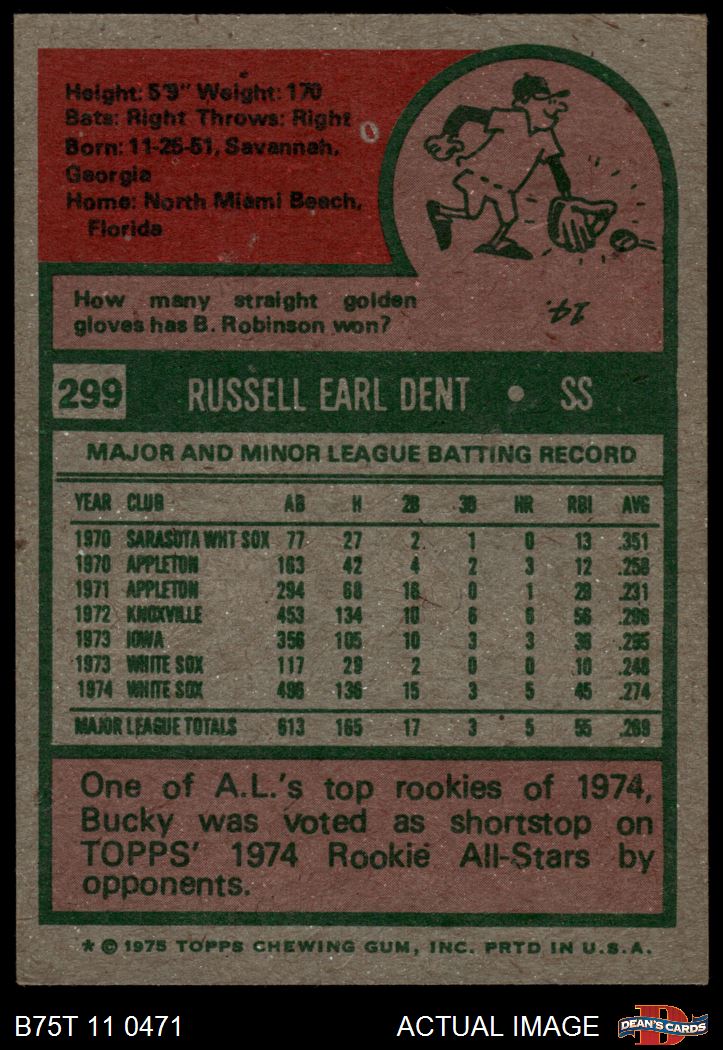 Height: 5'9" Weight: 170
Bats: Right Throws: Right
Born: 11-25-51, Savannah,
Georgia
Home: North Miami Beach,
Florida
How many straight golden
gloves has B. Robinson won?
14.
299 RUSSELL EARL DENT • SS
MAJOR AND MINOR LEAGUE BATTING RECORD
YEAR CLUB AB H 2B 3B HR RBI AVG
1970 SARASOTA WHT SOX 77 27 2 1 0 13 .351
1970 APPLETON 163 42 4 2 3 12 .258
1971 APPLETON 294 68 16 0 1 29 .231
1972 KNOXVILLE 453 134 10 6 6 56 .296
1973 IOWA 356 105 10 3 3 39 .295
1973 WHITE SOX 117 29 2 0 0 10 .248
1974 WHITE SOX 496 136 15 3 5 45 .274
MAJOR LEAGUE TOTALS 613 165 17 3 5 55 .269
One of A.L.'s top rookies of 1974,
Bucky was voted as shortstop on
TOPPS' 1974 Rookie All-Stars by
opponents.
* © 1975 TOPPS CHEWING GUM, INC. PRTD IN U.S.A.
B75T 11 0471 ACTUAL IMAGE DEAN'S CARDS